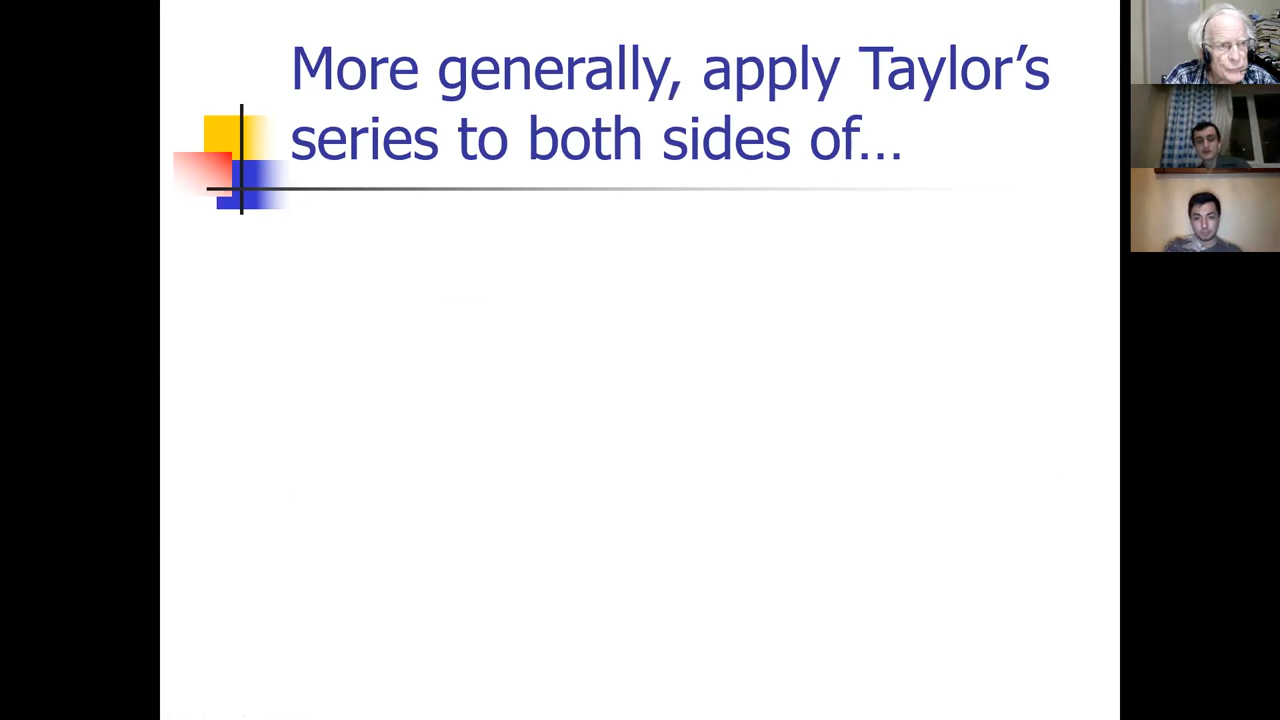 More generally, apply Taylor’s
series to both sides of…